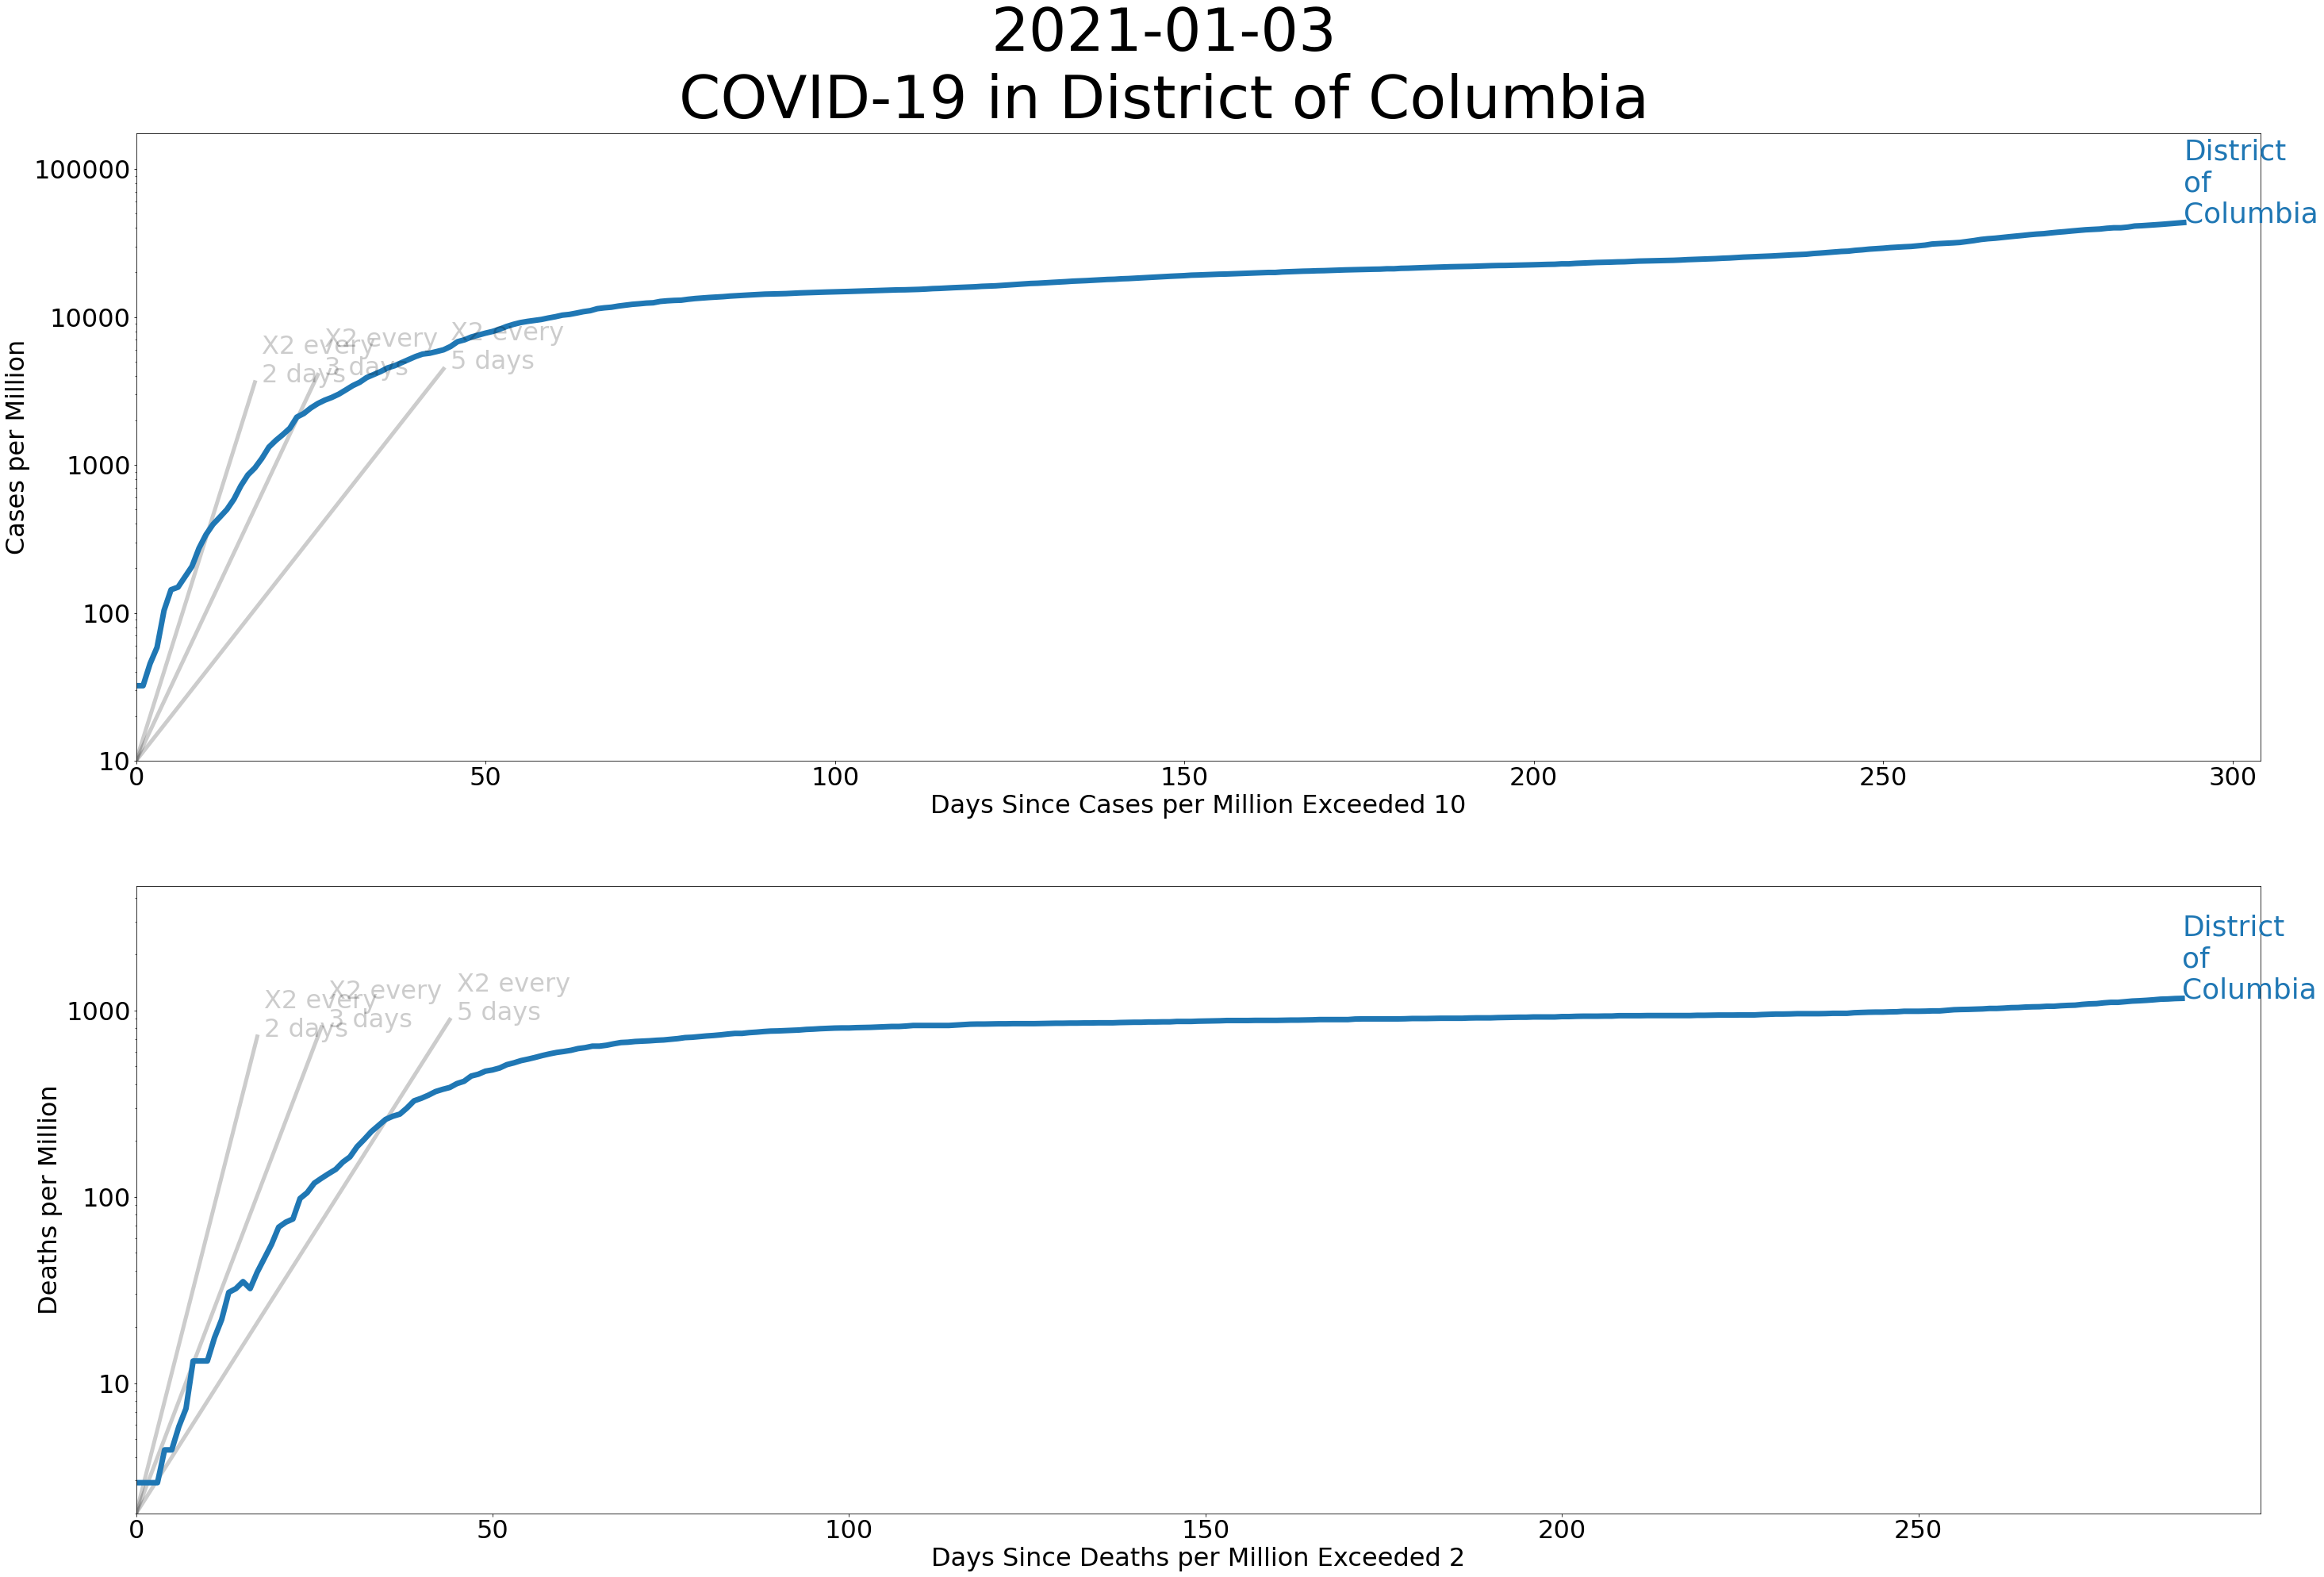 2021-01-03
COVID-19 in District of Columbia
100000
10000
1000
100
10
Cases per Million
X2 every
2 days
X2 every
3 days
X2 every
5 days
District
of
Columbia
0 50 100 150 200 250 300
Days Since Cases per Million Exceeded 10
1000
100
10
Deaths per Million
X2 every
2 days
X2 every
3 days
X2 every
5 days
District
of
Columbia
0 50 100 150 200 250
Days Since Deaths per Million Exceeded 2